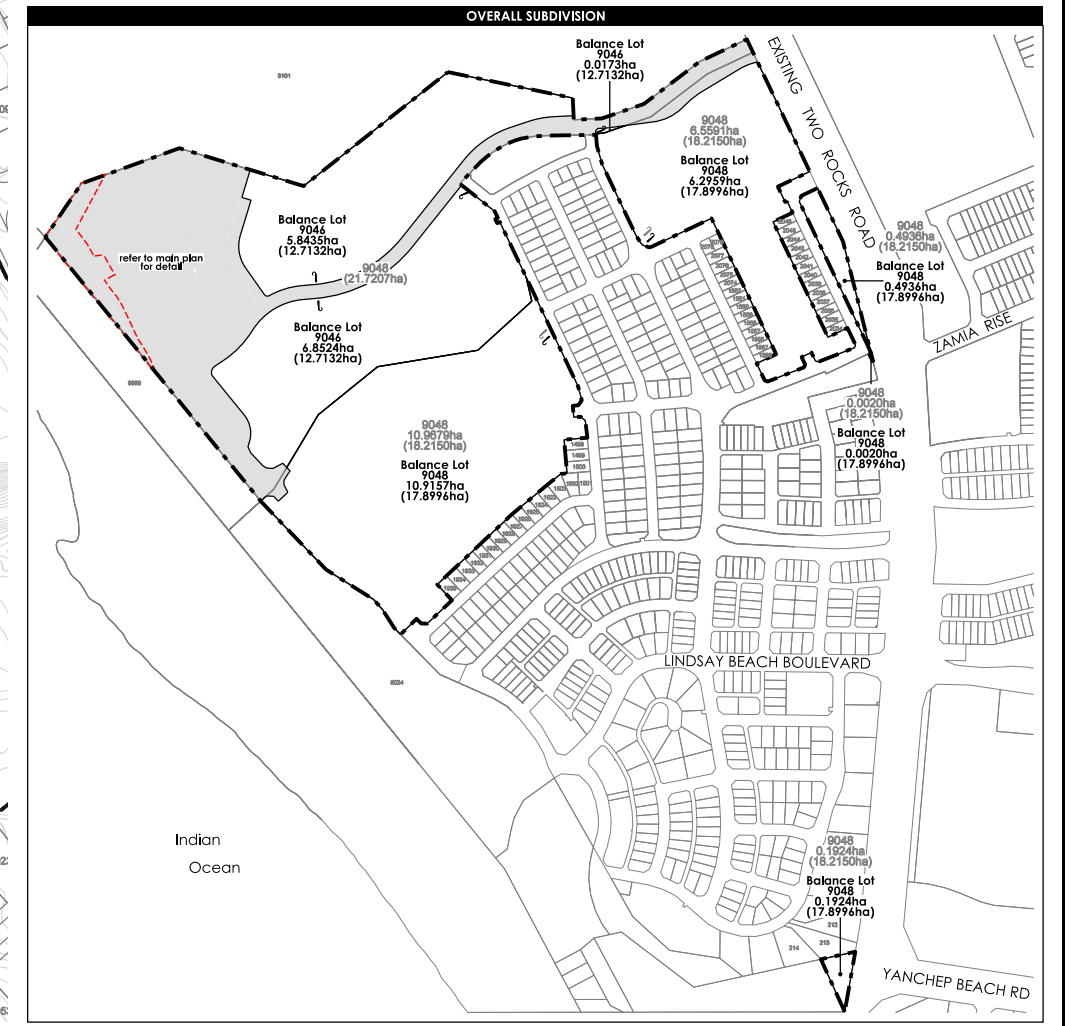 OVERALL SUBDIVISION
Balance Lot
9046
0.0173ha
(12.7132ha)
9101
EXISTING TWO ROCKS ROAD
9048
6.5591ha
(18.2150ha)
Balance Lot
9048
6.2959ha
(17.8996ha)
Balance Lot
9046
5.8435ha
(12.7132ha)
refer to main plan
for detail
9048
(21.7207ha)
9048
0.4936ha
(18.2150ha)
Balance Lot
9048
0.4936ha
(17.8996ha)
Balance Lot
9046
6.8524ha
(12.7132ha)
ZAMIA RISE
9048
0.0020ha
(18.2150ha)
Balance Lot
9048
0.0020ha
(17.8996ha)
9048
10.9679ha
(18.2150ha)
Balance Lot
9048
10.9157ha
(17.8996ha)
1498
1499
1500
LINDSAY BEACH BOULEVARD
Indian
Ocean
9048
0.1924ha
(18.2150ha)
Balance Lot
9048
0.1924ha
(17.8996ha)
212
213
214
YANCHEP BEACH RD